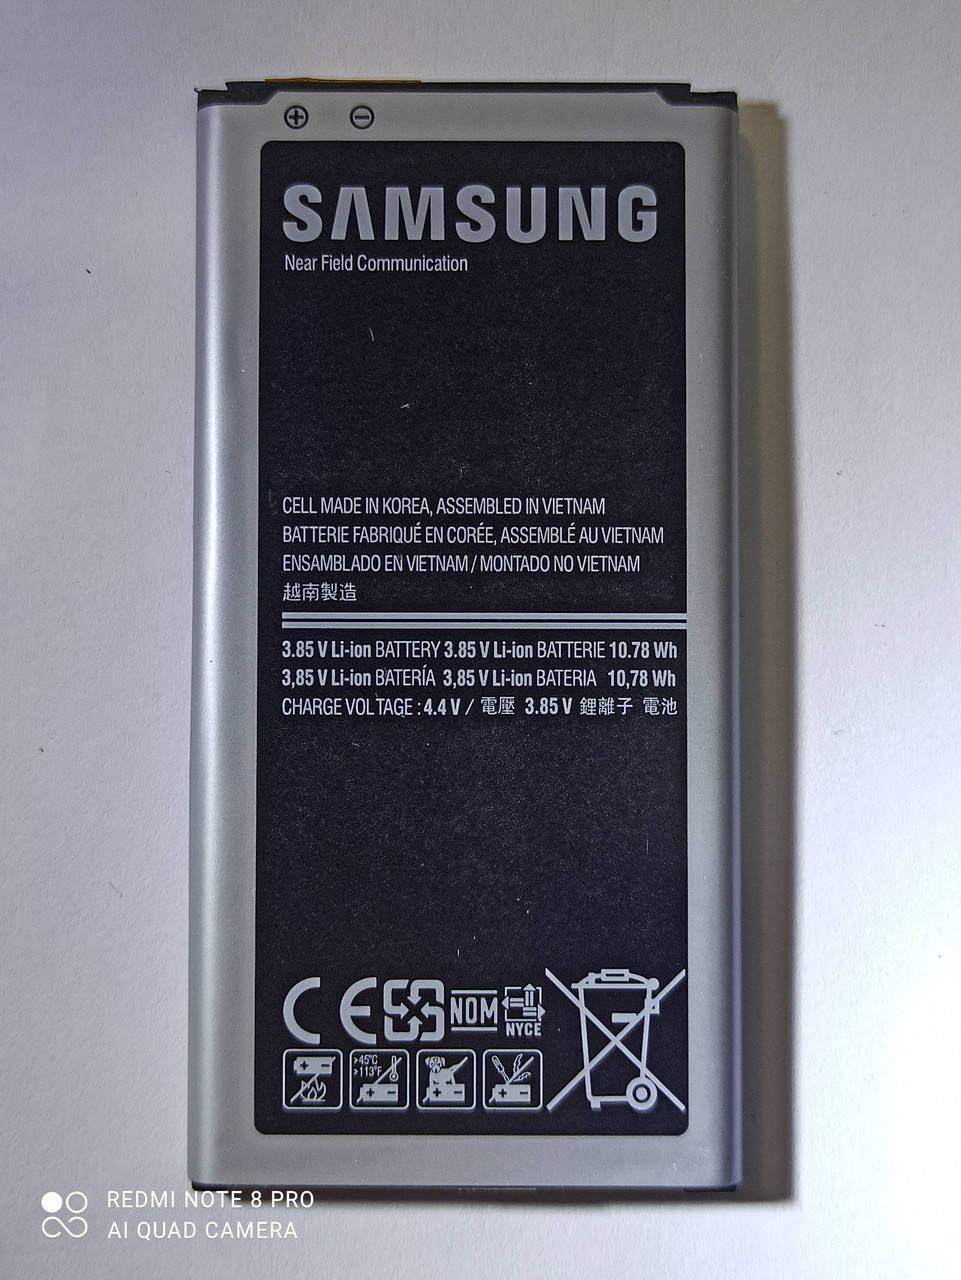 SAMSUNG
Near Field Communication
CELL MADE IN KOREA, ASSEMBLED IN VIETNAM
BATTERIE FABRIQUÉ EN CORÉE, ASSEMBLÉ AU VIETNAM
ENSAMBLADO EN VIETNAM / MONTADO NO VIETNAM
越南製造
3.85 V Li-ion BATTERY 3.85 V Li-ion BATTERIE 10.78 Wh
3,85 V Li-ion BATERÍA 3,85 V Li-ion BATERIA 10,78 Wh
CHARGE VOLTAGE : 4.4 V / 電壓 3.85 V 鋰離子 電池
CE NOM NYCE
>45°C
>113°F
REDMI NOTE 8 PRO
AI QUAD CAMERA